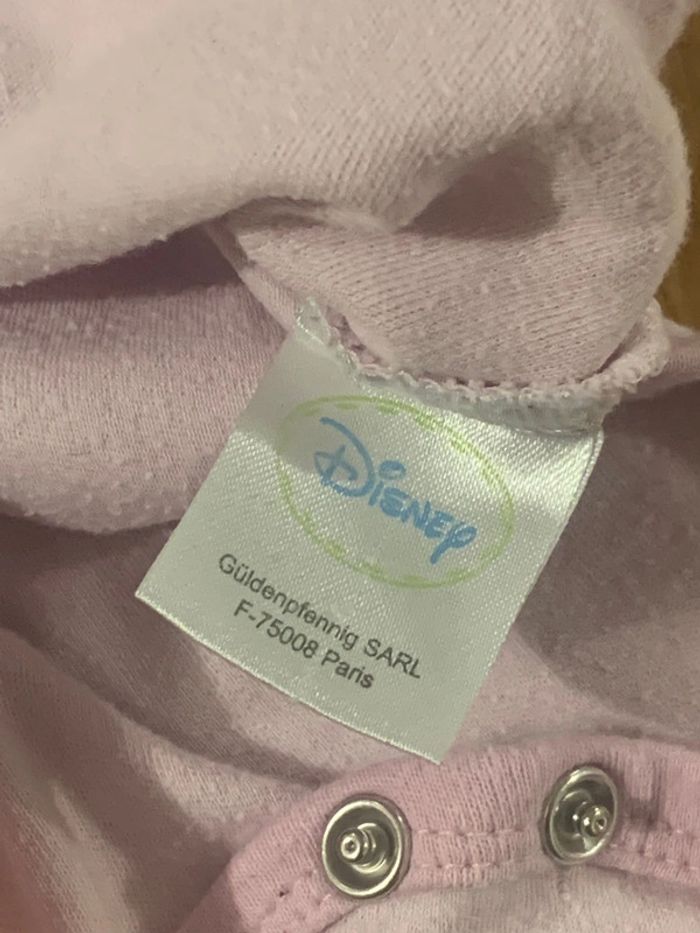 Disney
Güldenpfennig SARL
F-75008 Paris